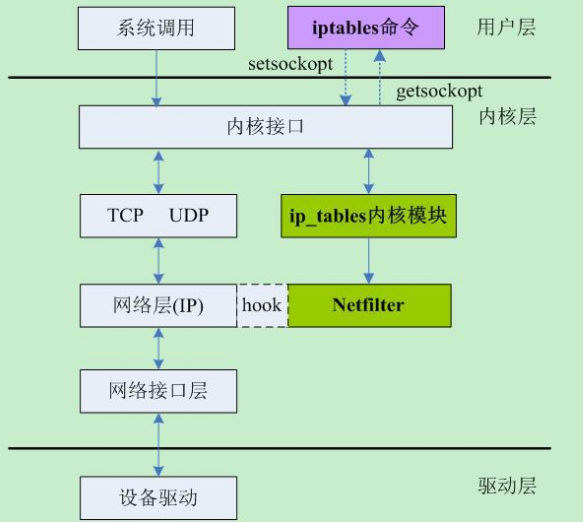 系统调用
iptables命令
用户层
setsockopt
getsockopt
内核接口
内核层
TCP UDP
ip_tables内核模块
网络层(IP)
hook
Netfilter
网络接口层
设备驱动
驱动层